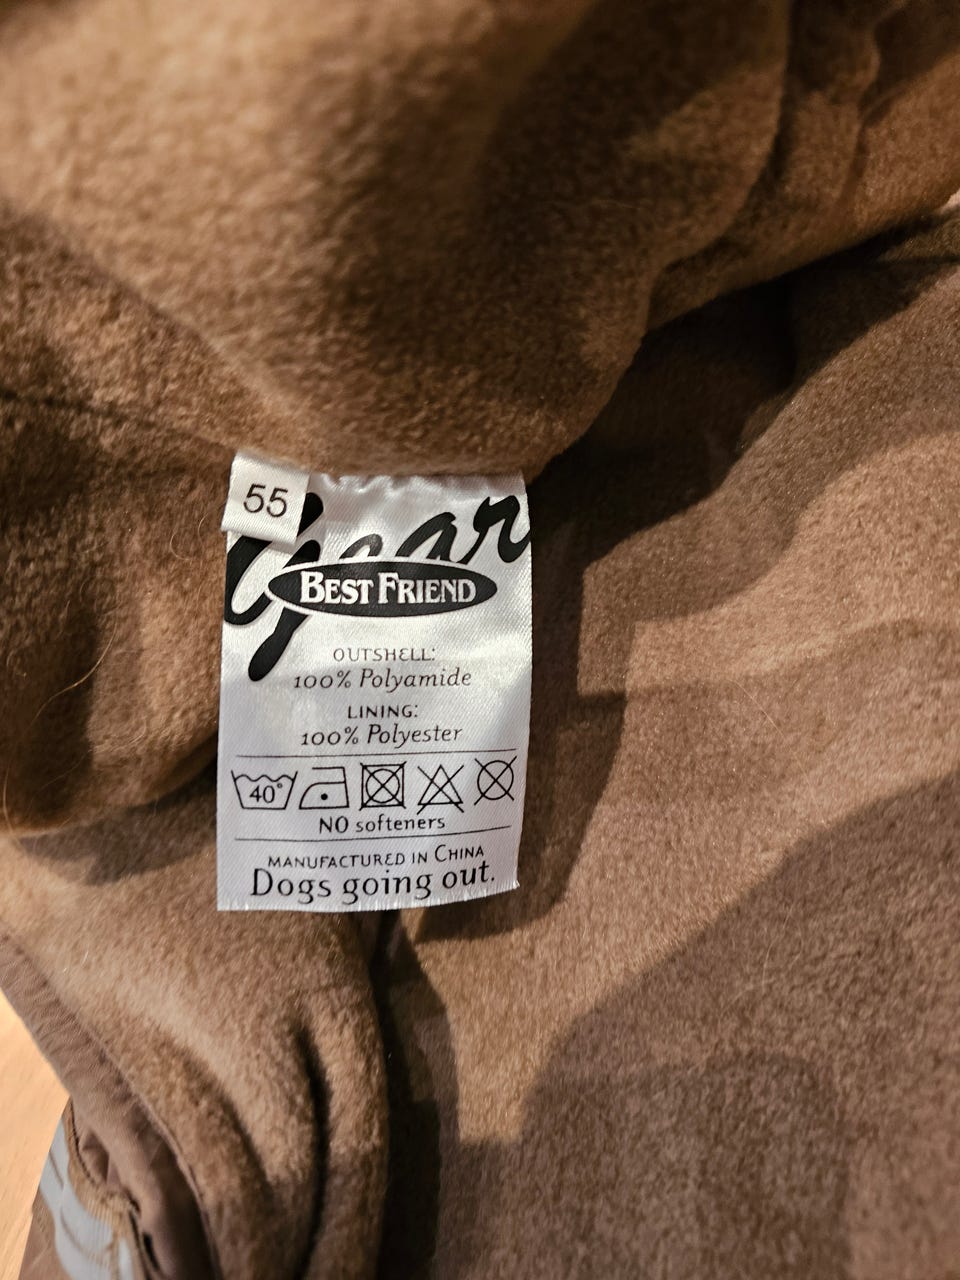 55
Gear
BEST FRIEND
OUTSHELL:
100% Polyamide
LINING:
100% Polyester
40°
NO softeners
MANUFACTURED IN CHINA
Dogs going out.